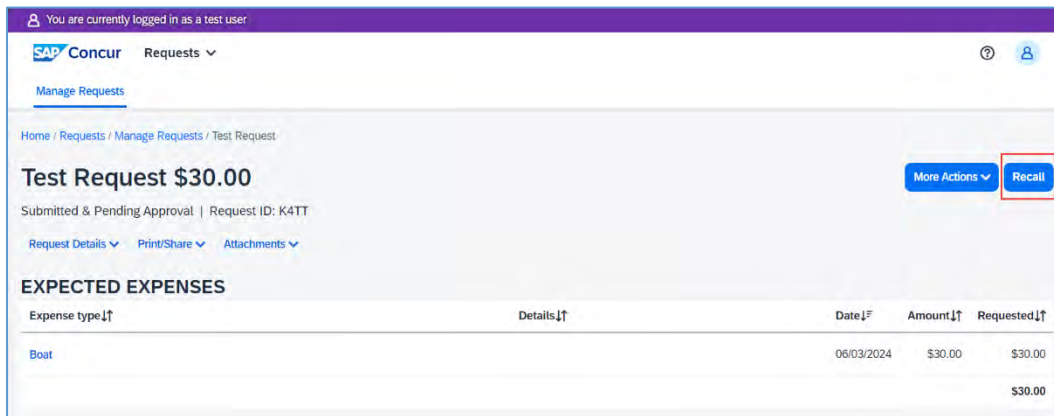 You are currently logged in as a test user
SAP Concur Requests
Manage Requests
Home / Requests / Manage Requests / Test Request
Test Request $30.00
More Actions Recall
Submitted & Pending Approval | Request ID: K4TT
Request Details Print/Share Attachments
EXPECTED EXPENSES
Expense type Details Date Amount Requested
Boat 06/03/2024 $30.00 $30.00
$30.00